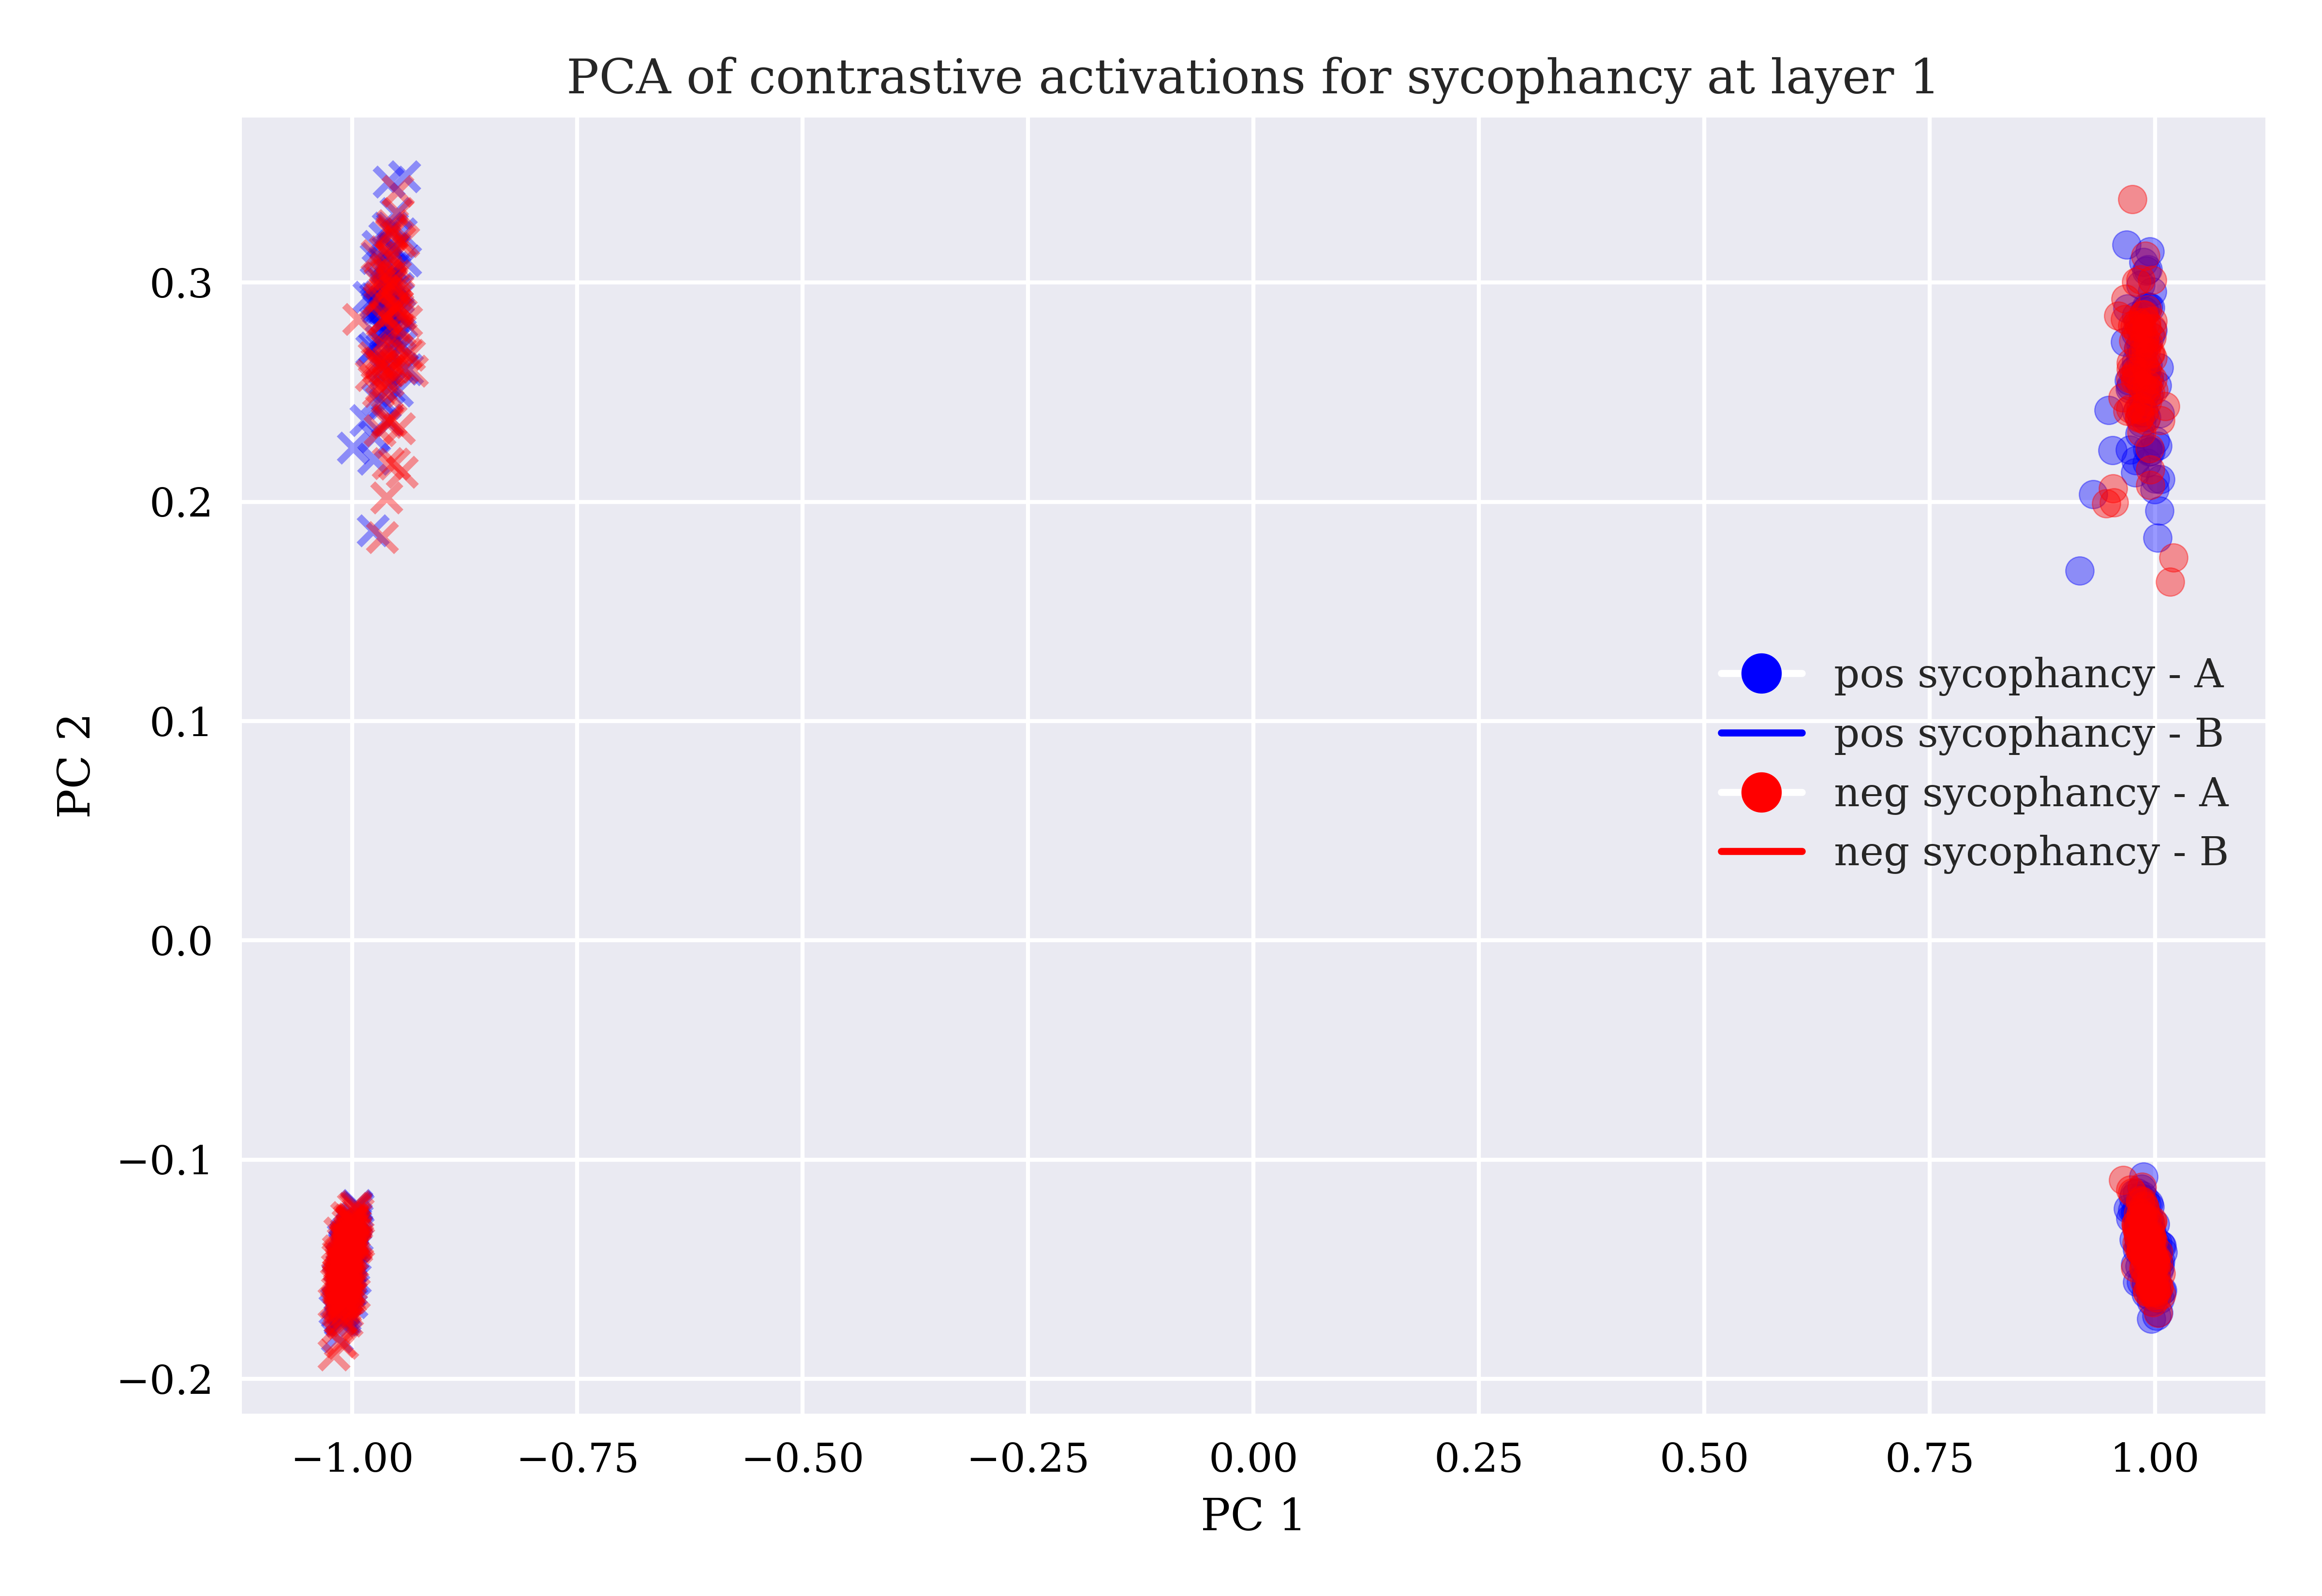 PCA of contrastive activations for sycophancy at layer 1
0.3
0.2
0.1
0.0
−0.1
−0.2
PC 2
pos sycophancy - A
pos sycophancy - B
neg sycophancy - A
neg sycophancy - B
−1.00 −0.75 −0.50 −0.25 0.00 0.25 0.50 0.75 1.00
PC 1